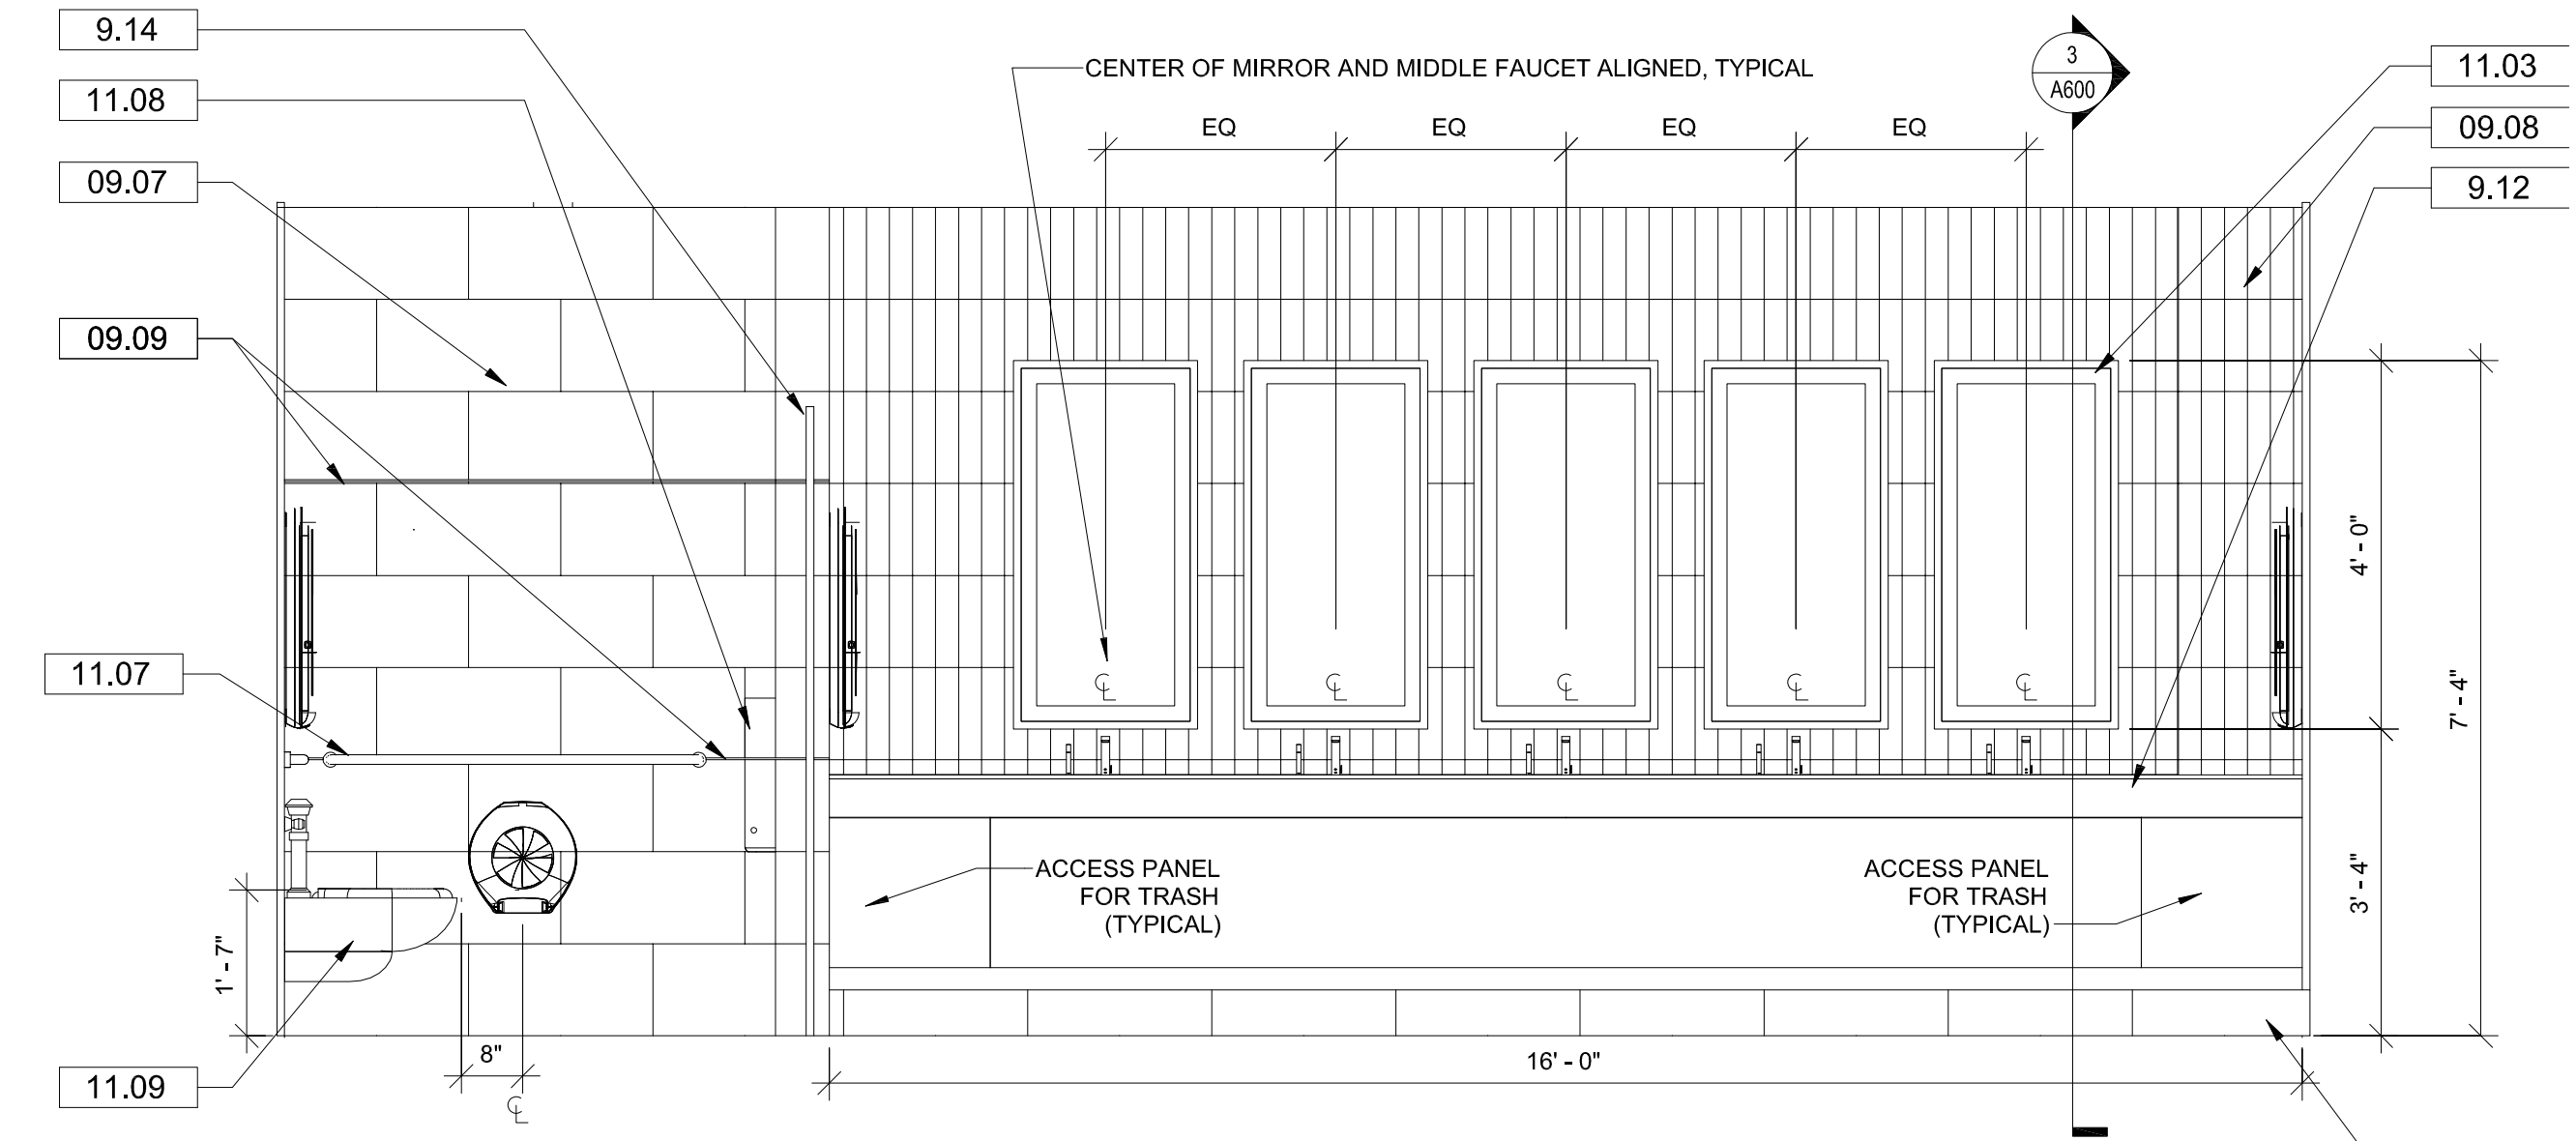 9.14
11.08
09.07
09.09
11.07
11.09
CENTER OF MIRROR AND MIDDLE FAUCET ALIGNED, TYPICAL
3
A600
11.03
09.08
9.12
EQ
EQ
EQ
EQ
4' - 0"
7' - 4"
3' - 4"
1' - 7"
8"
16' - 0"
ACCESS PANEL
FOR TRASH
(TYPICAL)
ACCESS PANEL
FOR TRASH
(TYPICAL)
℄
℄
℄
℄
℄
℄